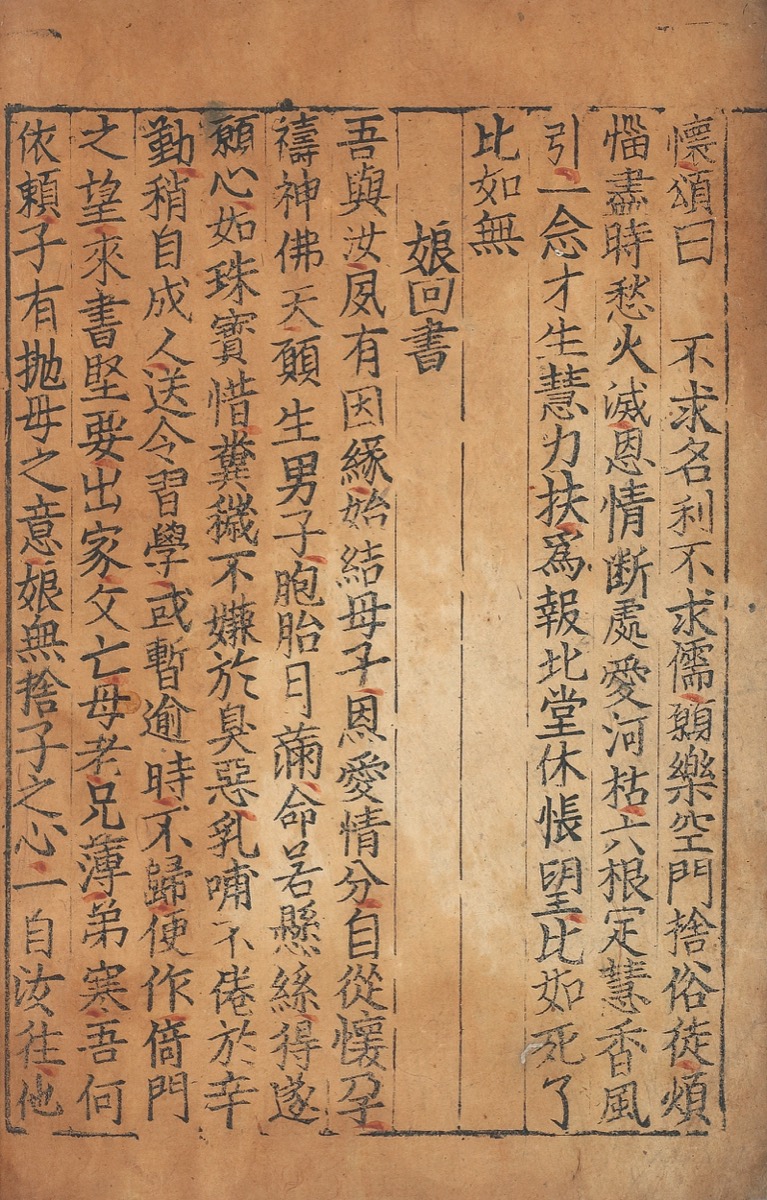 懷頌曰　不求名利不求儒願樂空門捨俗徒煩
惱盡時愁火滅恩情断處愛河枯六根定慧香風
引一念才生慧力扶爲報北堂休悵望比如死了
比如無
娘回書
吾與汝夙有因緣始結母子恩愛情分自從懷孕
禱神佛天願生男子胞胎月滿命若懸絲得遂
願心如珠寳惜糞穢不嫌於臭惡乳哺不倦於辛
勤稍自成人送令習學或暫逾時不歸便作倚門
之望來書堅要出家父亡母老兄薄弟寒吾何
依頼子有抛母之意娘無捨子之心一自汝往他